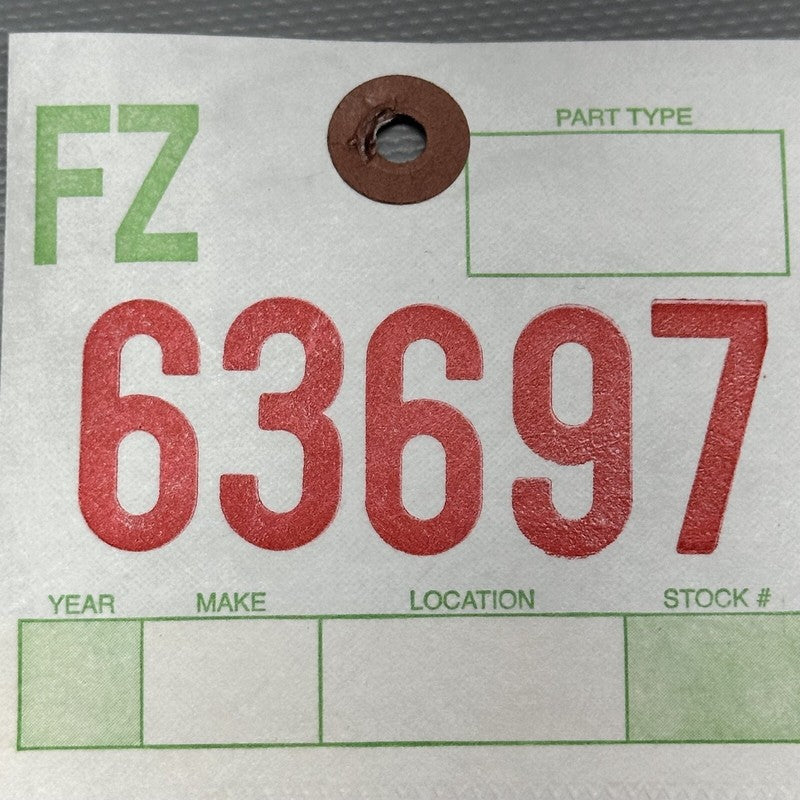 FZ
PART TYPE
63697
YEAR MAKE LOCATION STOCK #